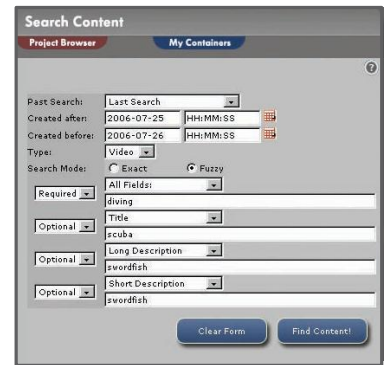 Search Content
Project Browser My Containers
?
Past Search: Last Search
Created after: 2006-07-25 HH:MM:SS
Created before: 2006-07-26 HH:MM:SS
Type: Video
Search Mode: Exact Fuzzy
Required All Fields:
diving
Optional Title
scuba
Optional Long Description
swordfish
Optional Short Description
swordfish
Clear Form Find Content!